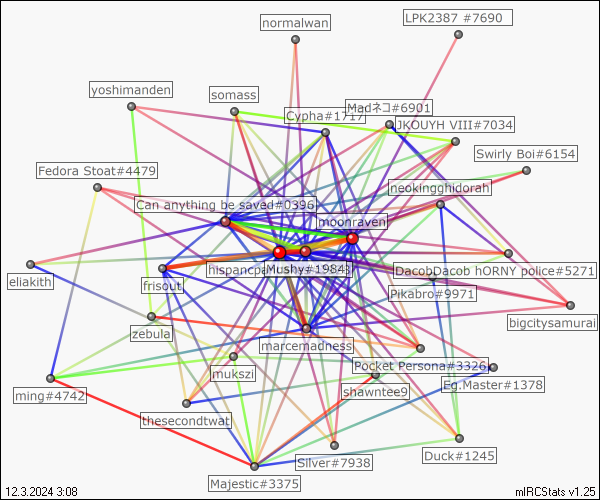 normalwan
LPK2387 #7690
yoshimanden
somass
Cypha#1717
Madネコ#6901
JKOUYH VIII#7034
Swirly Boi#6154
Fedora Stoat#4479
neokingghidorah
Can anything be saved#0396
moonraven
Mushy#1984
DacobDacob hORNY police#5271
eliakith
frisout
Pikabro#9971
bigcitysamurai
zebula
marcemadness
mukszi
Pocket Persona#3326
Eg.Master#1378
shawntee9
ming#4742
thesecondtwat
Duck#1245
Silver#7938
Majestic#3375
12.3.2024 3:08
mIRCStats v1.25